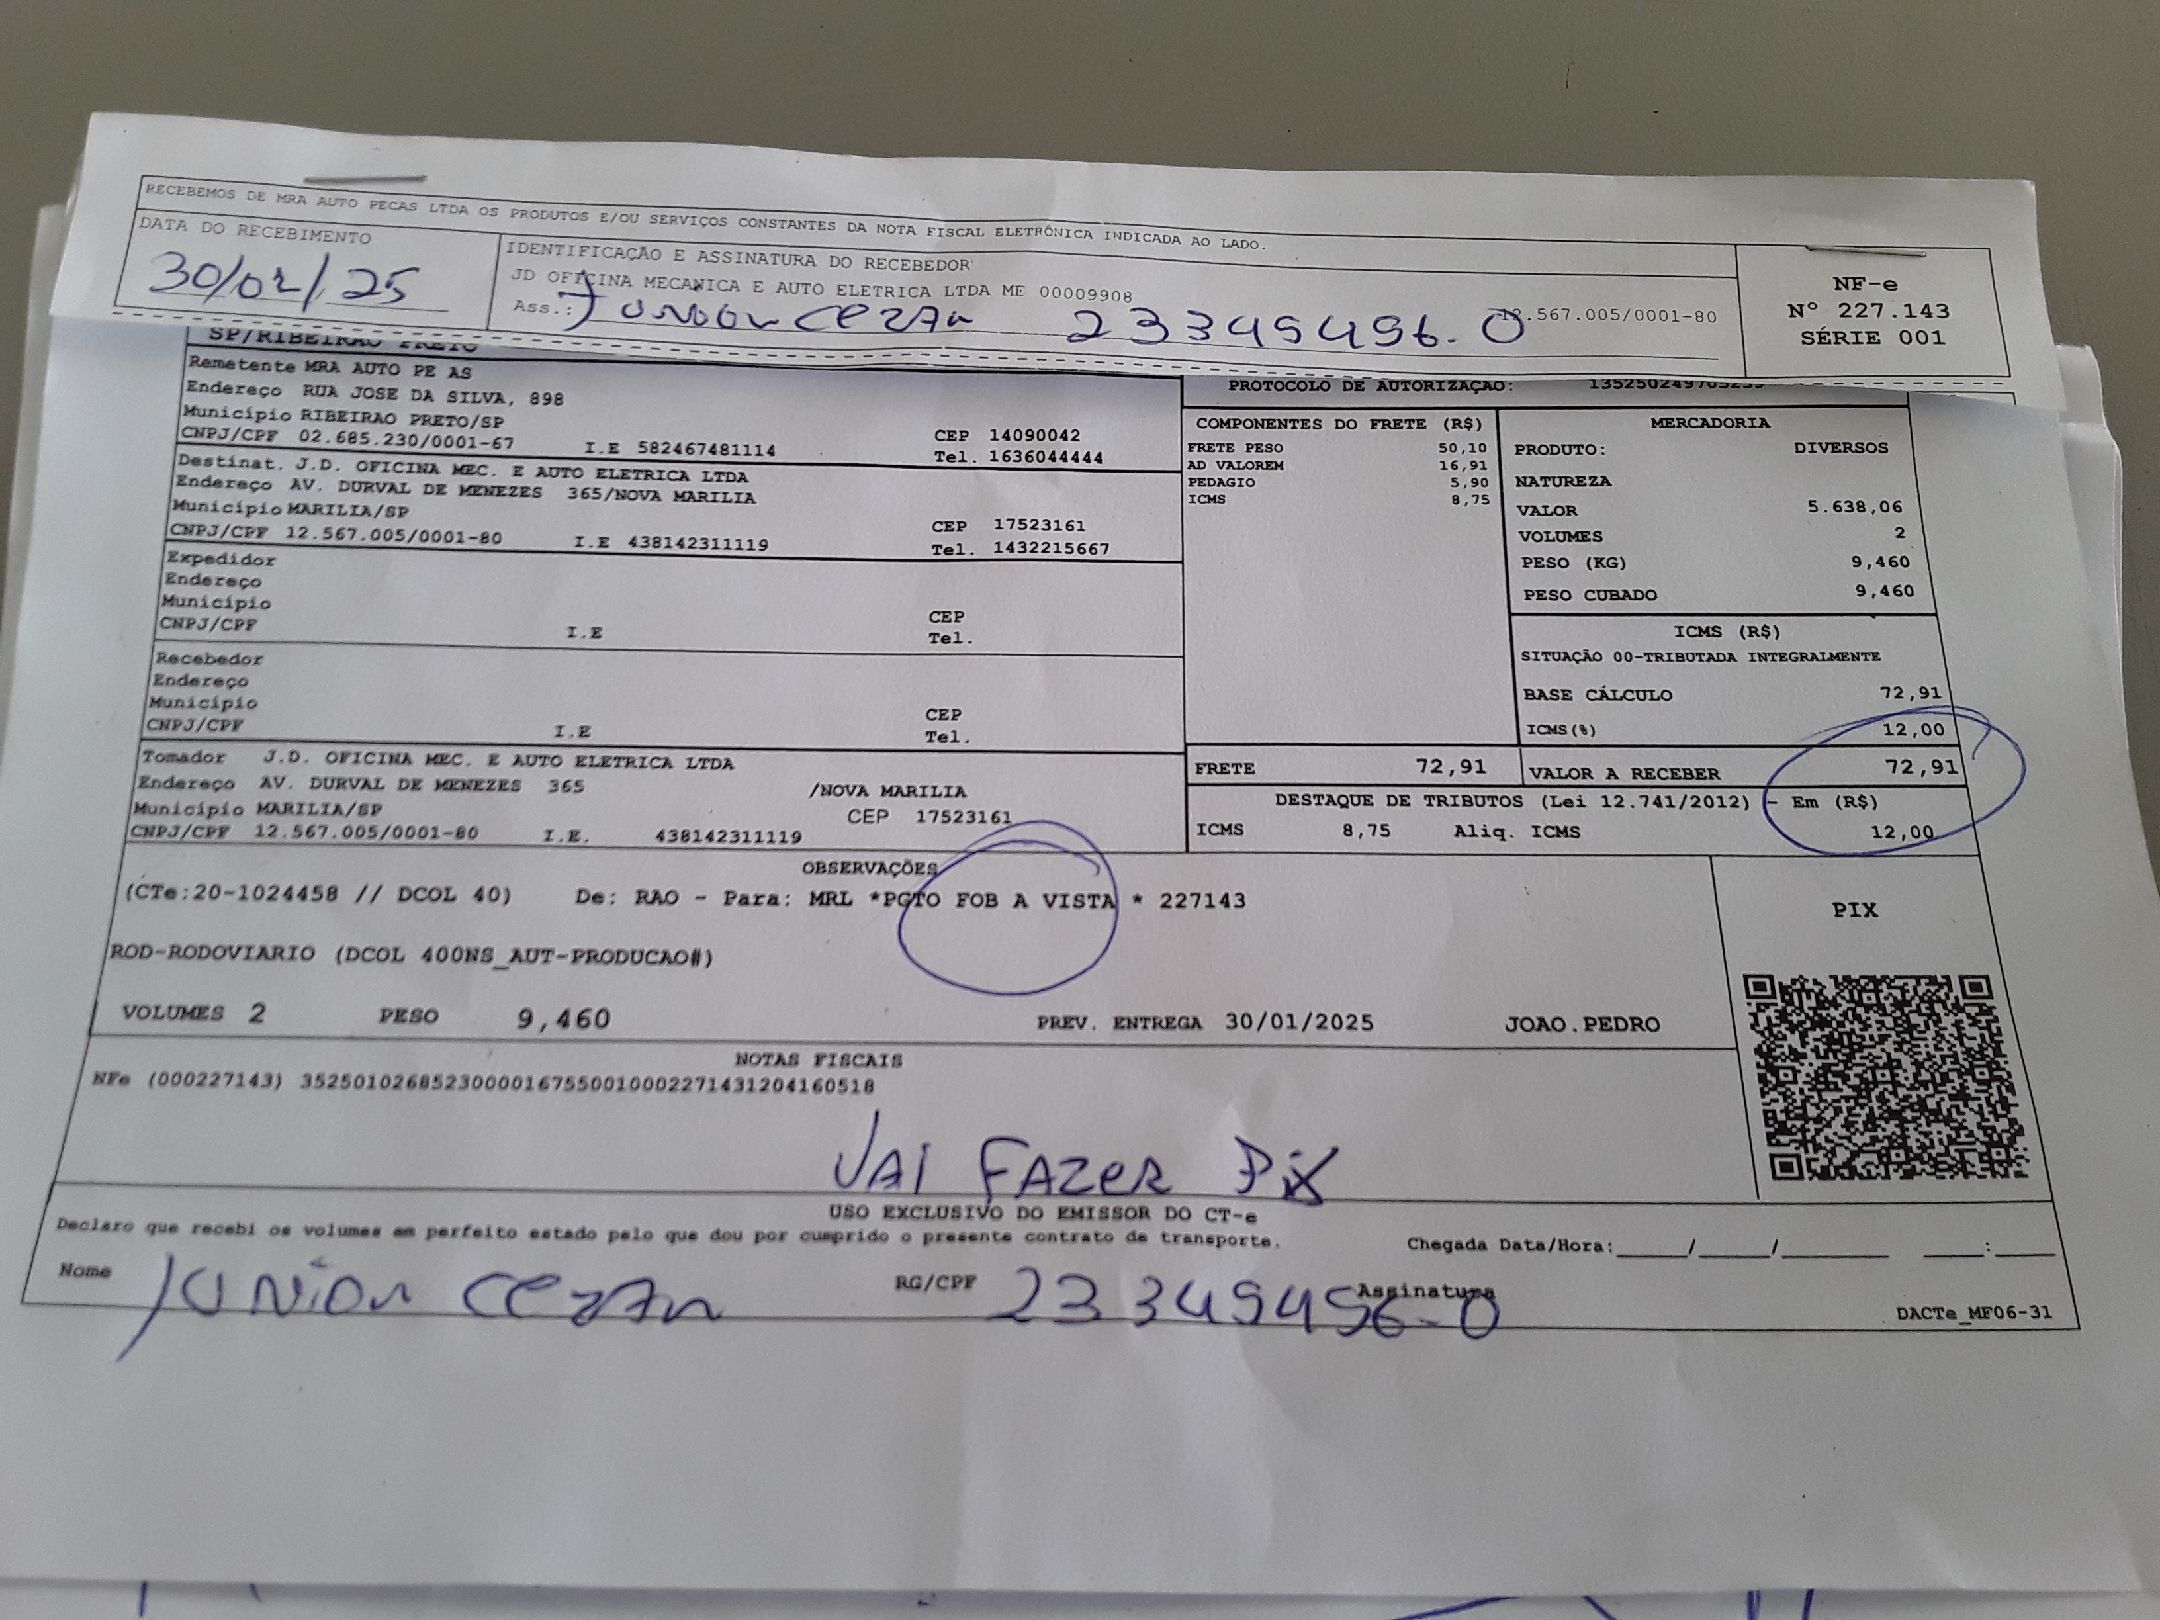 RECEBEMOS DE MRA AUTO PECAS LTDA OS PRODUTOS E/OU SERVIÇOS CONSTANTES DA NOTA FISCAL ELETRÔNICA INDICADA AO LADO.
DATA DO RECEBIMENTO
IDENTIFICAÇÃO E ASSINATURA DO RECEBEDOR
JD OFICINA MECANICA E AUTO ELETRICA LTDA ME 00009908
Ass.: 23349496-0 12.567.005/0001-80
NF-e
Nº 227.143
SÉRIE 001
SP/RIBEIRAO PRETO
Remetente MRA AUTO PE AS
Endereço RUA JOSE DA SILVA, 898
Município RIBEIRAO PRETO/SP
CNPJ/CPF 02.685.230/0001-67 I.E 582467481114
CEP 14090042
Tel. 1636044444
Destinat. J.D. OFICINA MEC. E AUTO ELETRICA LTDA
Endereço AV. DURVAL DE MENEZES 365/NOVA MARILIA
Município MARILIA/SP
CNPJ/CPF 12.567.005/0001-80 I.E 438142311119
CEP 17523161
Tel. 1432215667
Expedidor
Endereço
Município
CNPJ/CPF I.E
CEP
Tel.
Recebedor
Endereço
Município
CNPJ/CPF I.E
CEP
Tel.
Tomador J.D. OFICINA MEC. E AUTO ELETRICA LTDA
Endereço AV. DURVAL DE MENEZES 365 /NOVA MARILIA
Município MARILIA/SP CEP 17523161
CNPJ/CPF 12.567.005/0001-80 I.E. 438142311119
PROTOCOLO DE AUTORIZAÇÃO:
COMPONENTES DO FRETE (R$)
FRETE PESO 50,10
AD VALOREM 16,91
PEDAGIO 5,90
ICMS 8,75
MERCADORIA
PRODUTO: DIVERSOS
NATUREZA
VALOR 5.638,06
VOLUMES 2
PESO (KG) 9,460
PESO CUBADO 9,460
ICMS (R$)
SITUAÇÃO 00-TRIBUTADA INTEGRALMENTE
BASE CÁLCULO 72,91
ICMS(%) 12,00
FRETE 72,91
VALOR A RECEBER 72,91
DESTAQUE DE TRIBUTOS (Lei 12.741/2012) - Em (R$)
ICMS 8,75 Aliq. ICMS 12,00
OBSERVAÇÕES
(CTe:20-1024458 // DCOL 40) De: RAO - Para: MRL *PGTO FOB A VISTA * 227143
ROD-RODOVIARIO (DCOL 400NS_AUT-PRODUCAO#)
VOLUMES 2 PESO 9,460 PREV. ENTREGA 30/01/2025 JOAO.PEDRO
PIX
NOTAS FISCAIS
NFe (000227143) 35250102685230000167550010002271431204160518
VAI FAZER PiX
USO EXCLUSIVO DO EMISSOR DO CT-e
Declaro que recebi os volumes em perfeito estado pelo que dou por cumprido o presente contrato de transporte.
Chegada Data/Hora:_____/_____/_______ ____:____
Nome JUNIOR CEZAR RG/CPF 23349496-0 Assinatura
DACTe_MF06-31